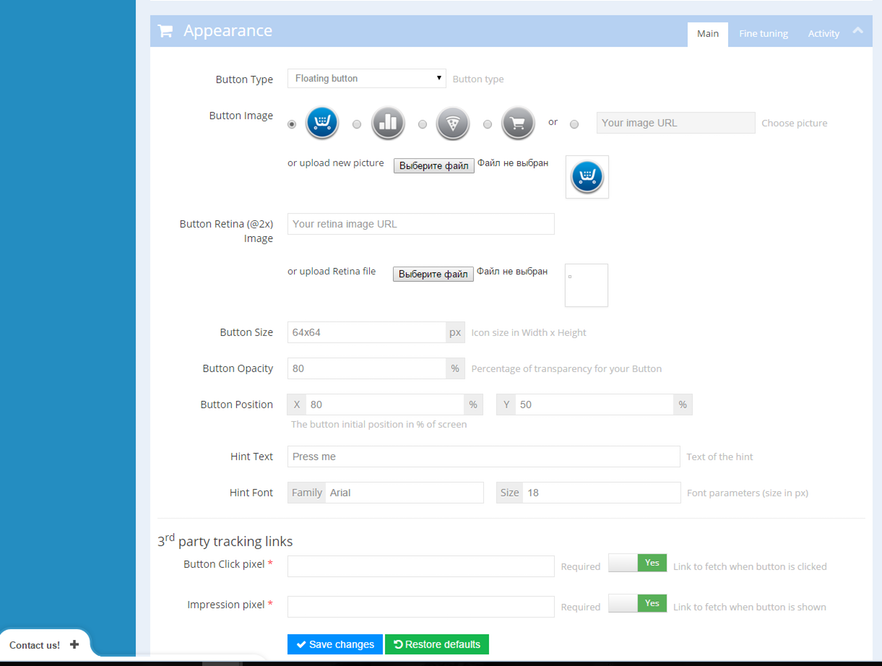 Appearance
Main Fine tuning Activity
Button Type Floating button Button type
Button Image or Your image URL Choose picture
or upload new picture Выберите файл Файл не выбран
Button Retina (@2x) Your retina image URL
Image
or upload Retina file Выберите файл Файл не выбран
Button Size 64x64 px Icon size in Width x Height
Button Opacity 80 % Percentage of transparency for your Button
Button Position X 80 % Y 50 %
The button initial position in % of screen
Hint Text Press me Text of the hint
Hint Font Family Arial Size 18 Font parameters (size in px)
3rd party tracking links
Button Click pixel * Required Yes Link to fetch when button is clicked
Impression pixel * Required Yes Link to fetch when button is shown
Contact us! + Save changes Restore defaults